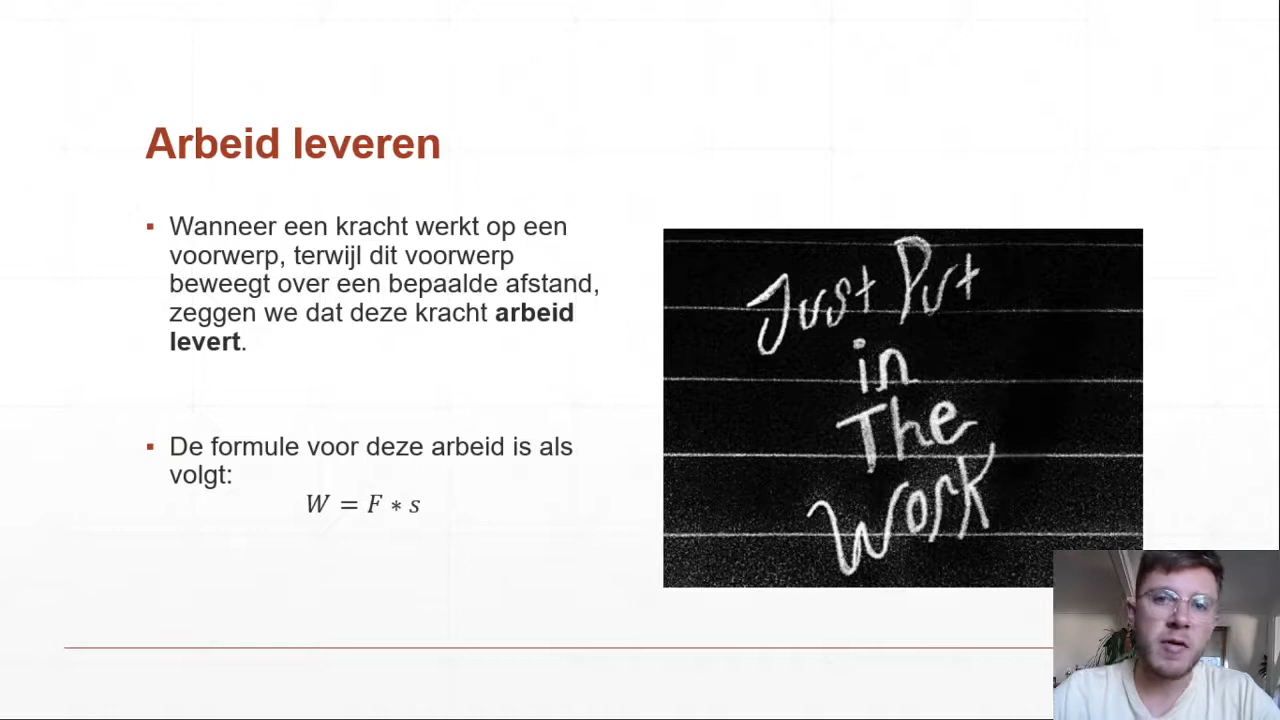 Arbeid leveren
▪ Wanneer een kracht werkt op een
voorwerp, terwijl dit voorwerp
beweegt over een bepaalde afstand,
zeggen we dat deze kracht arbeid
levert.
▪ De formule voor deze arbeid is als
volgt:
W = F * s
Just Put
in
The
Work